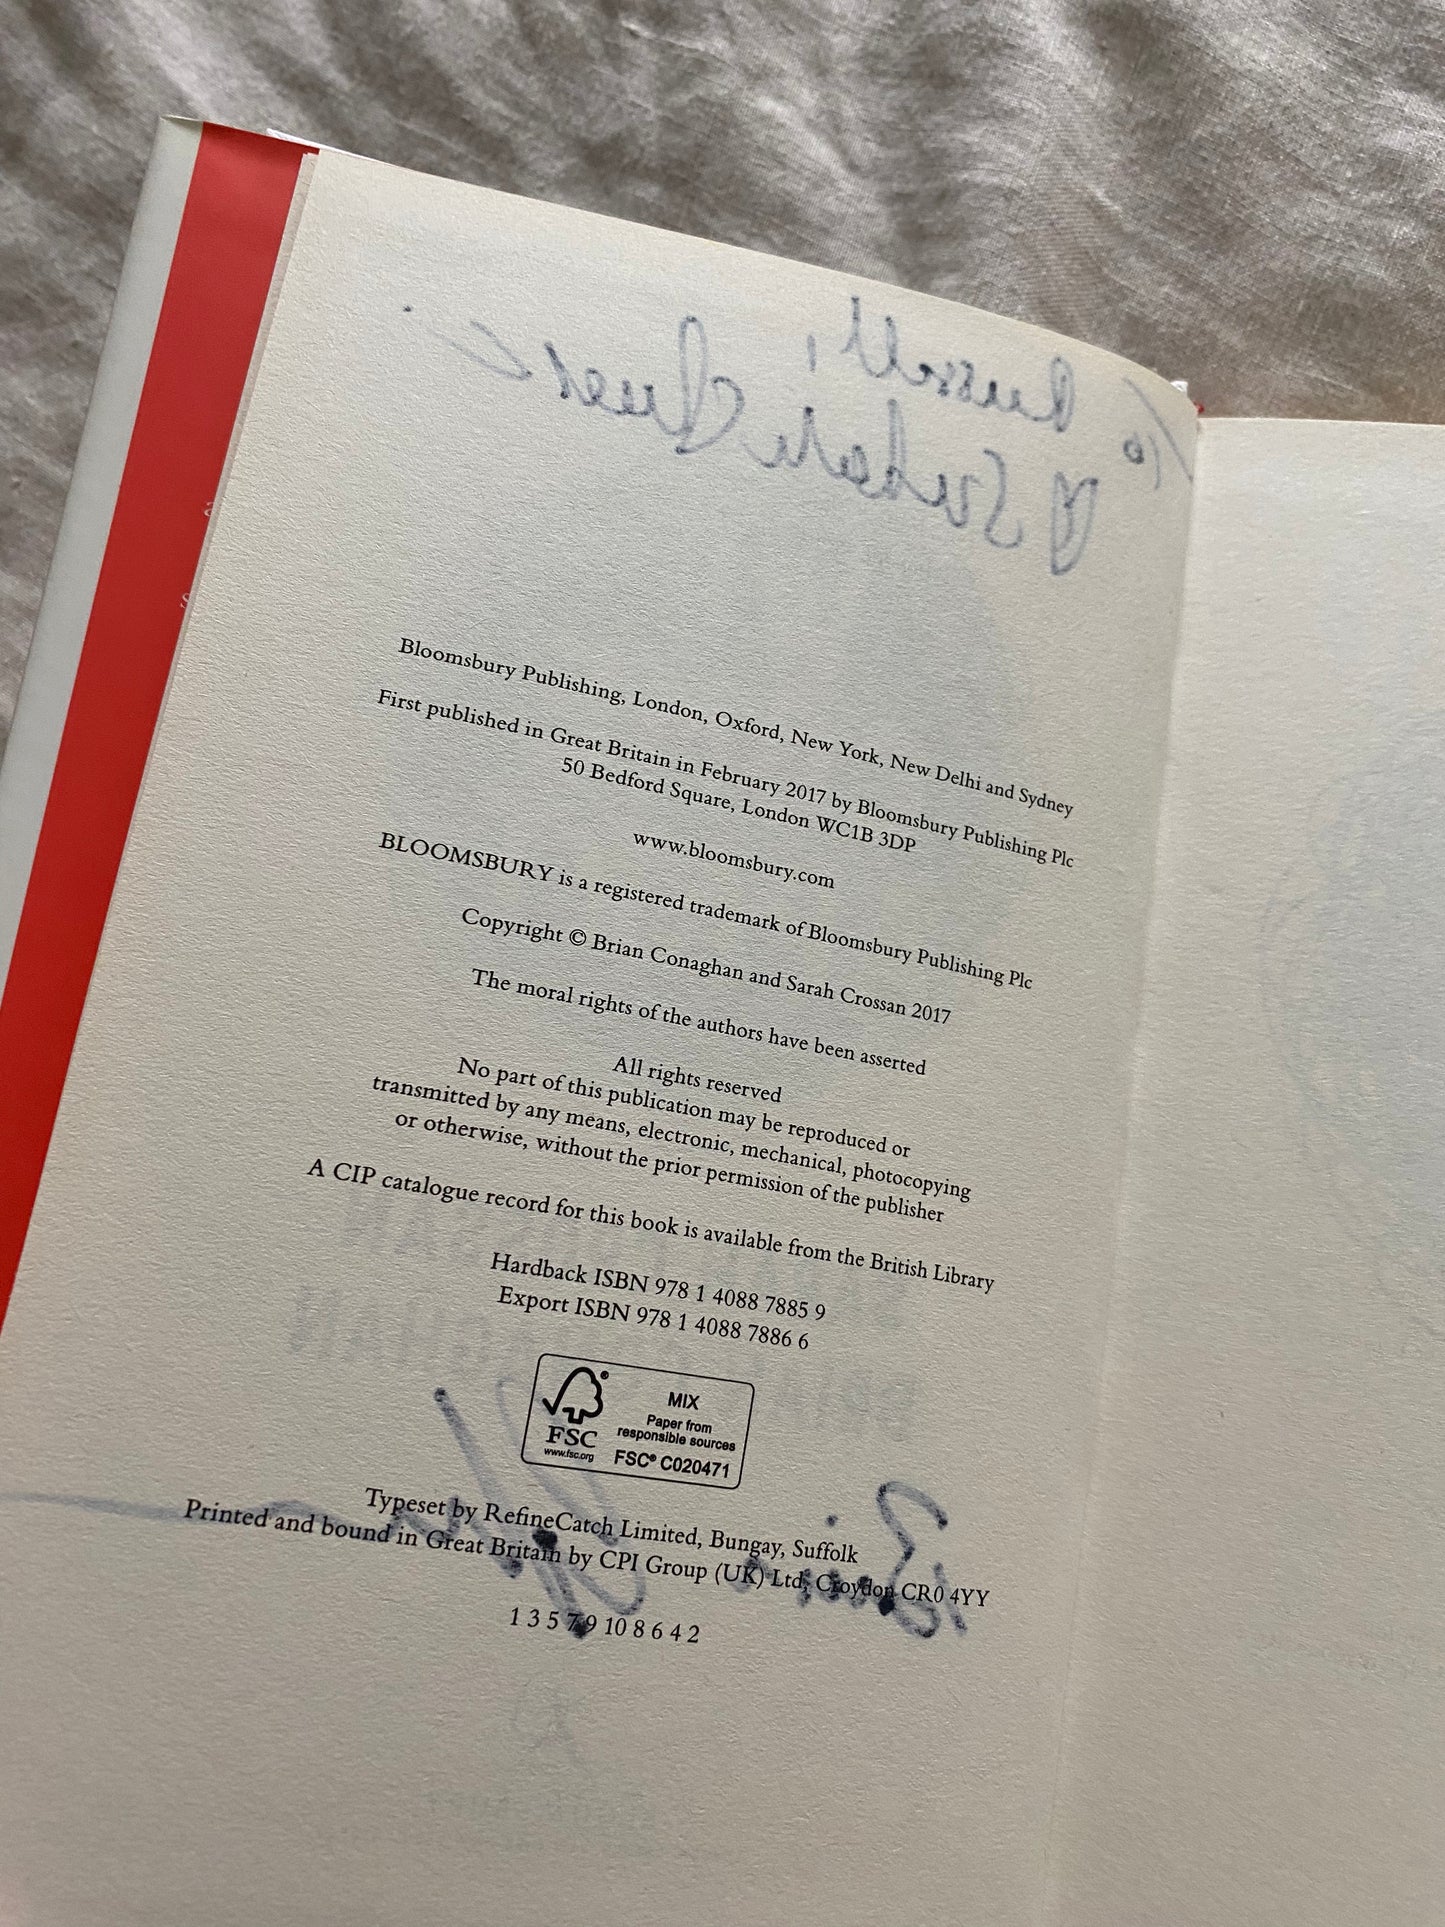 To Russell,
Bloomsbury Publishing, London, Oxford, New York, New Delhi and Sydney
First published in Great Britain in February 2017 by Bloomsbury Publishing Plc
50 Bedford Square, London WC1B 3DP
www.bloomsbury.com
BLOOMSBURY is a registered trademark of Bloomsbury Publishing Plc
Copyright © Brian Conaghan and Sarah Crossan 2017
The moral rights of the authors have been asserted
All rights reserved
No part of this publication may be reproduced or
transmitted by any means, electronic, mechanical, photocopying
or otherwise, without the prior permission of the publisher
A CIP catalogue record for this book is available from the British Library
Hardback ISBN 978 1 4088 7885 9
Export ISBN 978 1 4088 7886 6
FSC
www.fsc.org
MIX
Paper from
responsible sources
FSC® C020471
Typeset by RefineCatch Limited, Bungay, Suffolk
Printed and bound in Great Britain by CPI Group (UK) Ltd, Croydon CR0 4YY
1 3 5 7 9 10 8 6 4 2